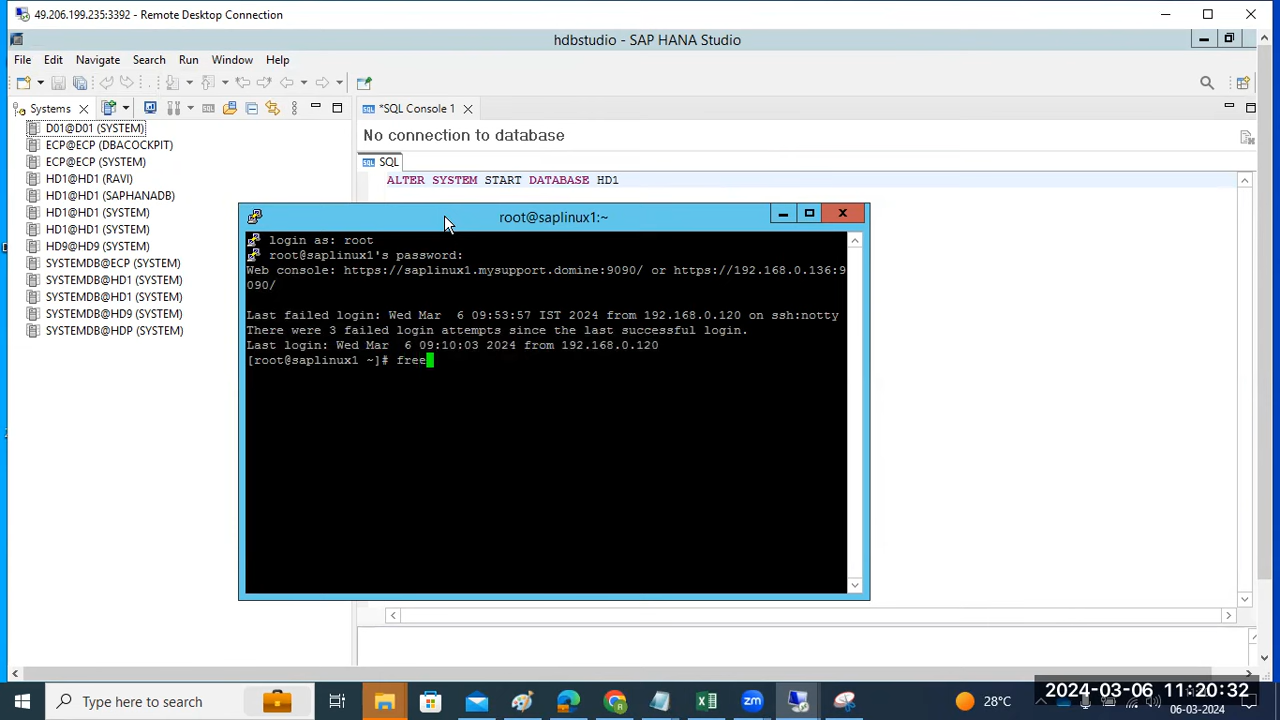 49.206.199.235:3392 - Remote Desktop Connection
hdbstudio - SAP HANA Studio
File Edit Navigate Search Run Window Help
Systems
*SQL Console 1
D01@D01 (SYSTEM)
ECP@ECP (DBACOCKPIT)
ECP@ECP (SYSTEM)
HD1@HD1 (RAVI)
HD1@HD1 (SAPHANADB)
HD1@HD1 (SYSTEM)
HD1@HD1 (SYSTEM)
HD9@HD9 (SYSTEM)
SYSTEMDB@ECP (SYSTEM)
SYSTEMDB@HD1 (SYSTEM)
SYSTEMDB@HD1 (SYSTEM)
SYSTEMDB@HD9 (SYSTEM)
SYSTEMDB@HDP (SYSTEM)
No connection to database
SQL
ALTER SYSTEM START DATABASE HD1
root@saplinux1:~
login as: root
root@saplinux1's password:
Web console: https://saplinux1.mysupport.domine:9090/ or https://192.168.0.136:9
090/
Last failed login: Wed Mar  6 09:53:57 IST 2024 from 192.168.0.120 on ssh:notty
There were 3 failed login attempts since the last successful login.
Last login: Wed Mar  6 09:10:03 2024 from 192.168.0.120
[root@saplinux1 ~]# free
Type here to search
28°C
2024-03-06 11:20:32
06-03-2024